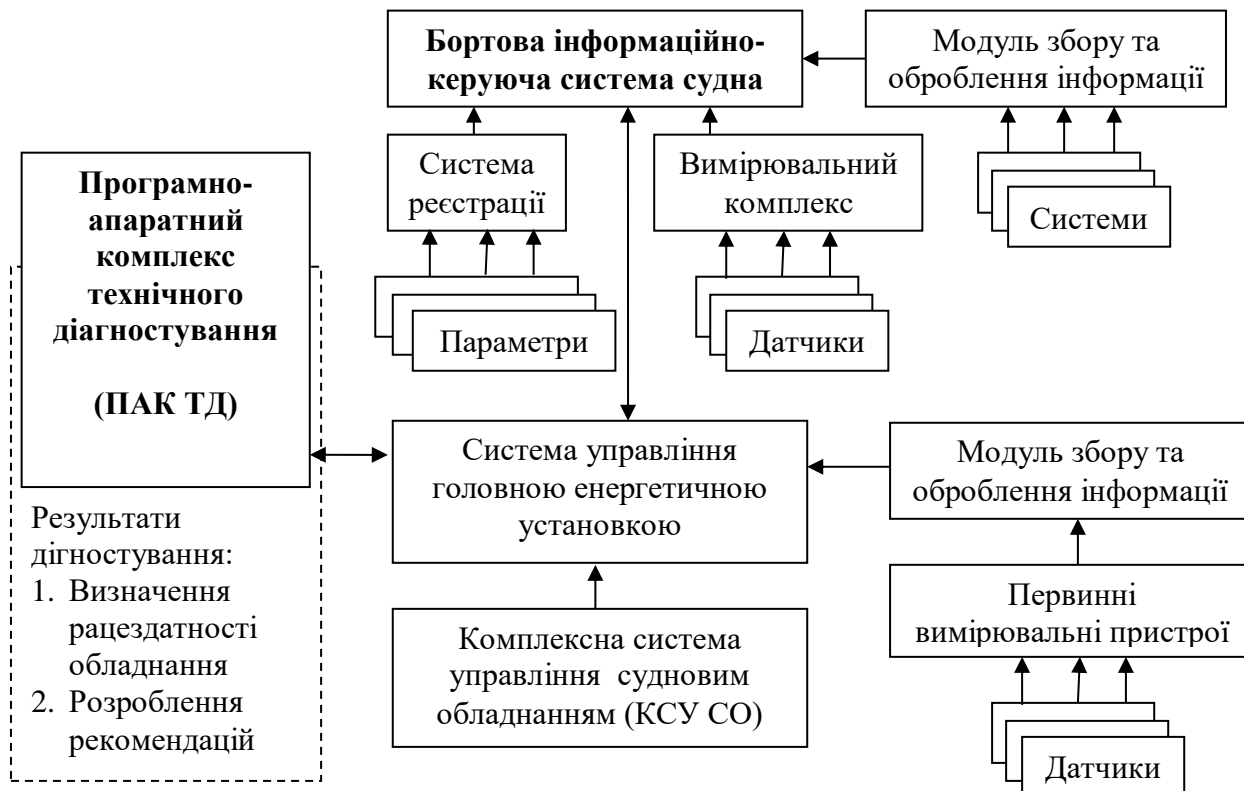 Бортова інформаційно-
керуюча система судна
Модуль збору та
оброблення інформації
Система
реєстрації
Вимірювальний
комплекс
Системи
Параметри
Датчики
Програмно-
апаратний
комплекс
технічного
діагностування
(ПАК ТД)
Результати
дігностування:
1. Визначення
рацездатності
обладнання
2. Розроблення
рекомендацій
Система управління
головною енергетичною
установкою
Модуль збору та
оброблення інформації
Комплексна система
управління судновим
обладнанням (КСУ СО)
Первинні
вимірювальні пристрої
Датчики